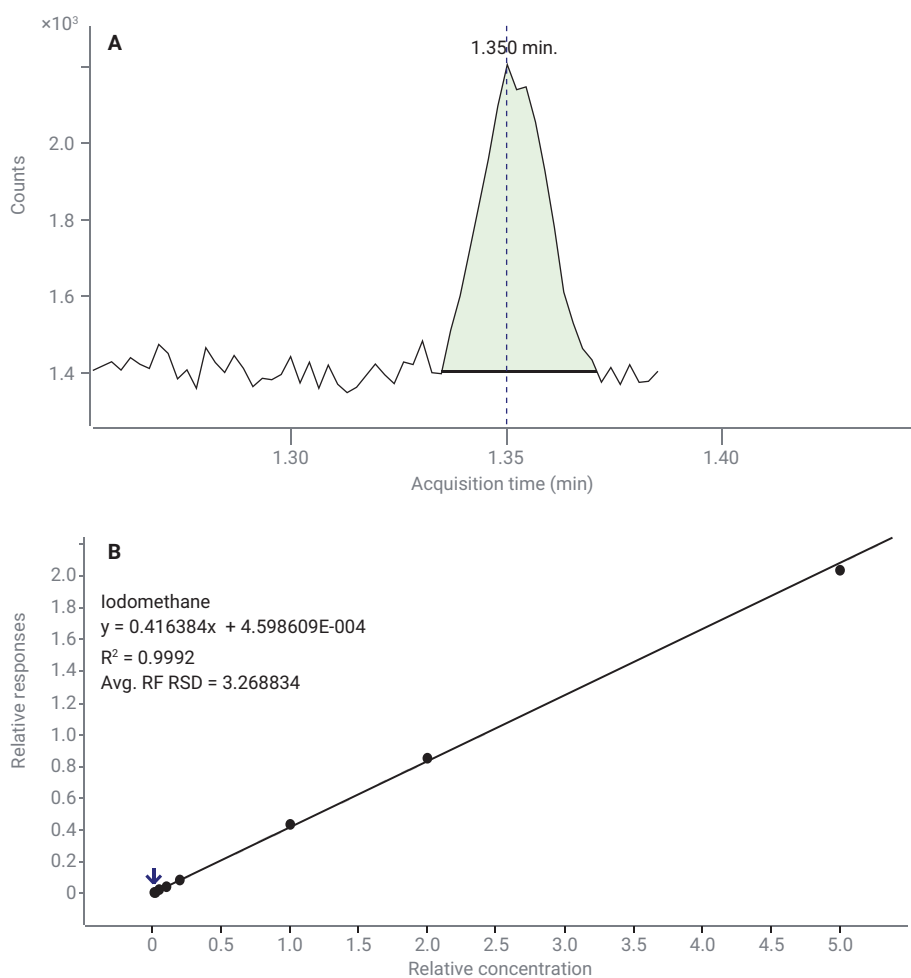 ×10³
A
1.350 min.
2.0
1.8
1.6
1.4
Counts
1.30 1.35 1.40
Acquisition time (min)
B
2.0
1.8
1.6
1.4
1.2
1.0
0.8
0.6
0.4
0.2
0
Relative responses
Iodomethane
y = 0.416384x + 4.598609E-004
R² = 0.9992
Avg. RF RSD = 3.268834
0 0.5 1.0 1.5 2.0 2.5 3.0 3.5 4.0 4.5 5.0
Relative concentration